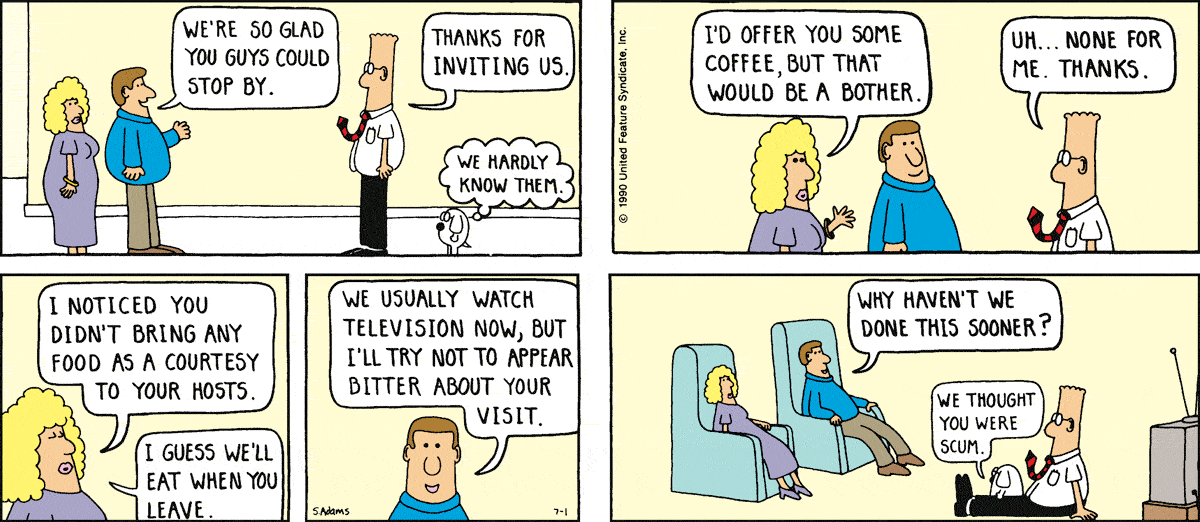 WE'RE SO GLAD
YOU GUYS COULD
STOP BY.
THANKS FOR
INVITING US.
WE HARDLY
KNOW THEM.
© 1990 United Feature Syndicate, Inc.
I'D OFFER YOU SOME
COFFEE, BUT THAT
WOULD BE A BOTHER.
UH... NONE FOR
ME. THANKS.
I NOTICED YOU
DIDN'T BRING ANY
FOOD AS A COURTESY
TO YOUR HOSTS.
I GUESS WE'LL
EAT WHEN YOU
LEAVE.
WE USUALLY WATCH
TELEVISION NOW, BUT
I'LL TRY NOT TO APPEAR
BITTER ABOUT YOUR
VISIT.
S.Adams
7-1
WHY HAVEN'T WE
DONE THIS SOONER?
WE THOUGHT
YOU WERE
SCUM.